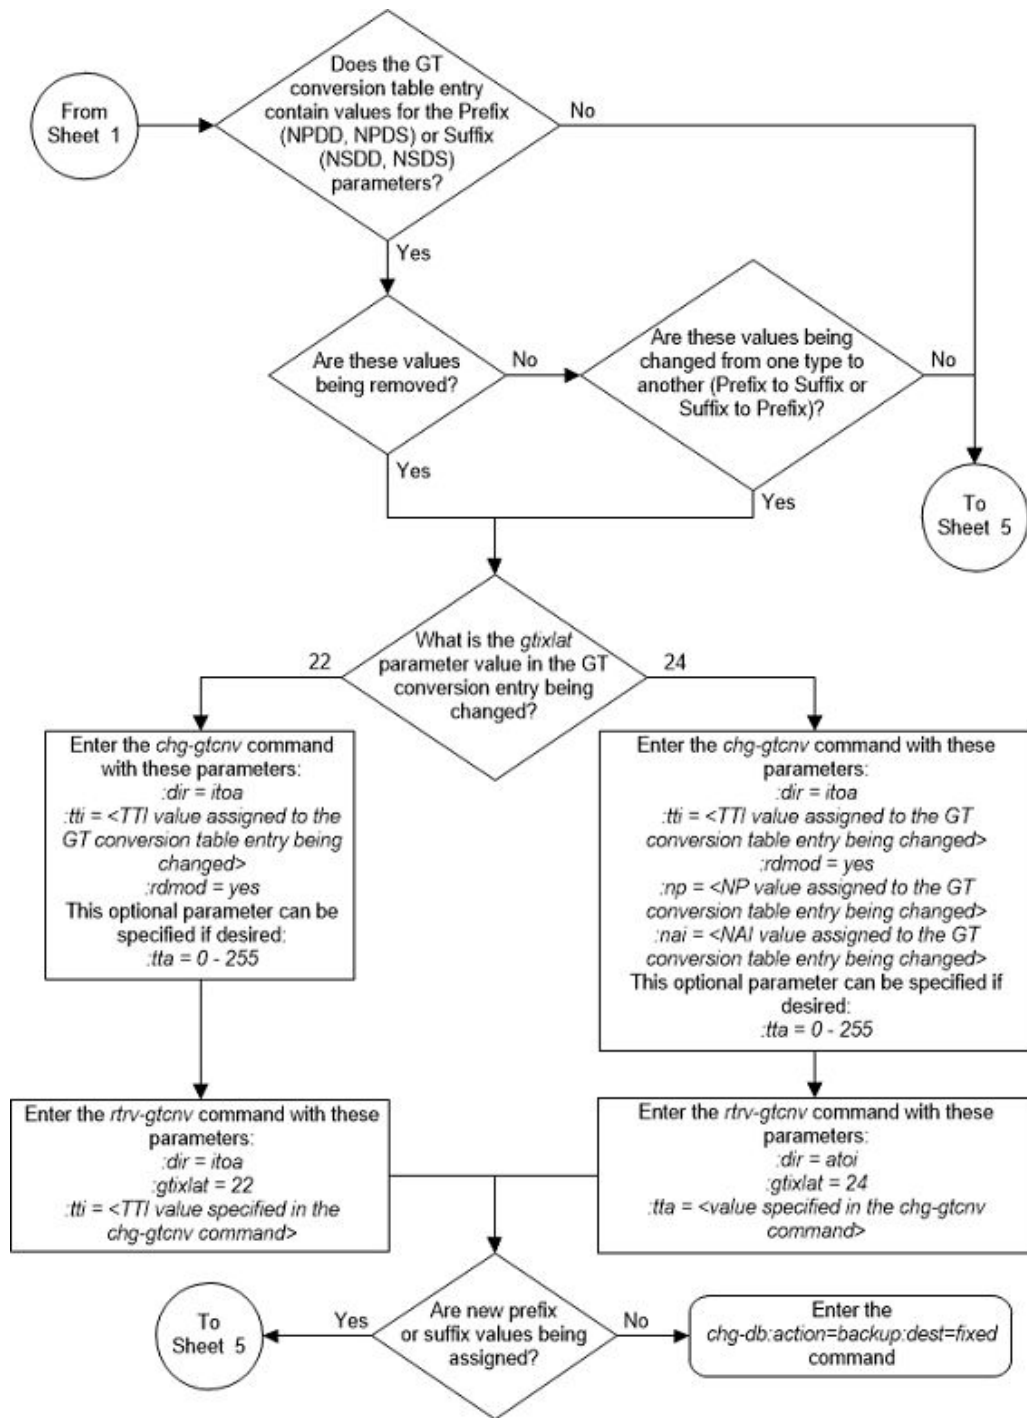 From
Sheet 1
Does the GT
conversion table entry
contain values for the Prefix
(NPDD, NPDS) or Suffix
(NSDD, NSDS)
parameters?
No
Yes
Are these values
being removed?
No
Are these values being
changed from one type to
another (Prefix to Suffix or
Suffix to Prefix)?
No
Yes
Yes
To
Sheet 5
What is the gtixlat
parameter value in the GT
conversion entry being
changed?
22
24
Enter the chg-gtcnv command
with these parameters:
:dir = itoa
:tti = <TTI value assigned to the
GT conversion table entry being
changed>
:rdmod = yes
This optional parameter can be
specified if desired:
:tta = 0 - 255
Enter the chg-gtcnv command with these
parameters:
:dir = itoa
:tti = <TTI value assigned to the GT
conversion table entry being changed>
:rdmod = yes
:np = <NP value assigned to the GT
conversion table entry being changed>
:nai = <NAI value assigned to the GT
conversion table entry being changed>
This optional parameter can be specified if
desired:
:tta = 0 - 255
Enter the rtrv-gtcnv command with these
parameters:
:dir = itoa
:gtixlat = 22
:tti = <TTI value specified in the
chg-gtcnv command>
Enter the rtrv-gtcnv command with these
parameters:
:dir = atoi
:gtixlat = 24
:tta = <value specified in the chg-gtcnv
command>
To
Sheet 5
Yes
Are new prefix
or suffix values being
assigned?
No
Enter the
chg-db:action=backup:dest=fixed
command